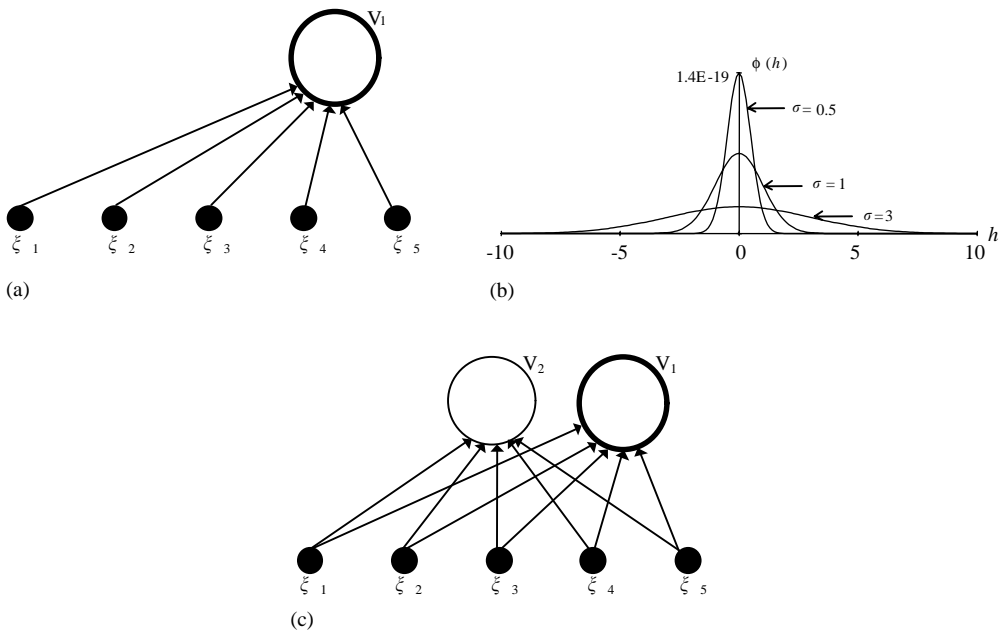 V1
ξ 1 ξ 2 ξ 3 ξ 4 ξ 5
(a)
ϕ (h)
1.4E-19
σ = 0.5
σ = 1
σ = 3
-10 -5 0 5 10 h
(b)
V2 V1
ξ 1 ξ 2 ξ 3 ξ 4 ξ 5
(c)